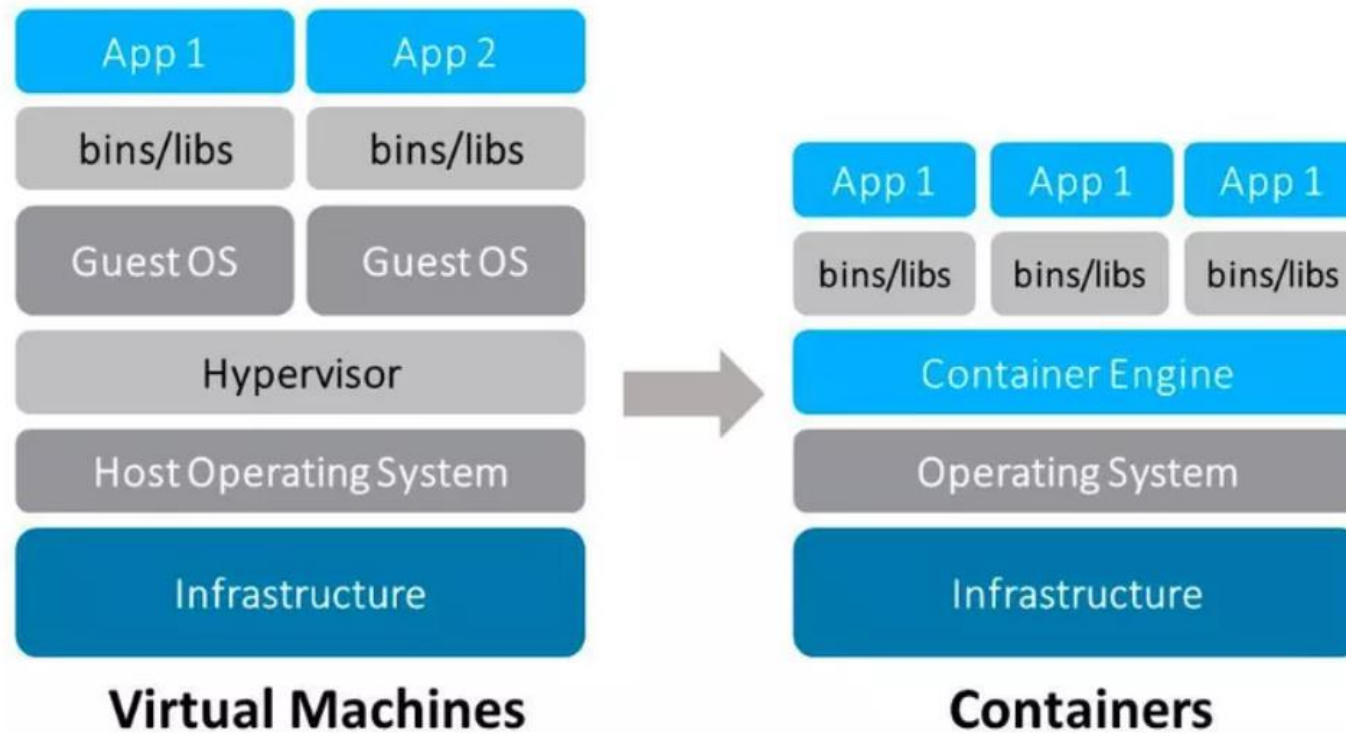 App 1
App 2
bins/libs
bins/libs
Guest OS
Guest OS
Hypervisor
Host Operating System
Infrastructure
Virtual Machines
App 1
App 1
App 1
bins/libs
bins/libs
bins/libs
Container Engine
Operating System
Infrastructure
Containers